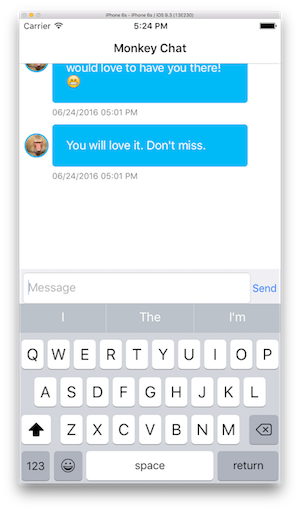 iPhone 6s - iPhone 6s / iOS 9.3 (13E230)
Carrier 5:24 PM
Monkey Chat
would love to have you there!
😁
06/24/2016 05:01 PM
You will love it. Don't miss.
06/24/2016 05:01 PM
Message Send
I The I'm
Q W E R T Y U I O P
A S D F G H J K L
Z X C V B N M
123 space return